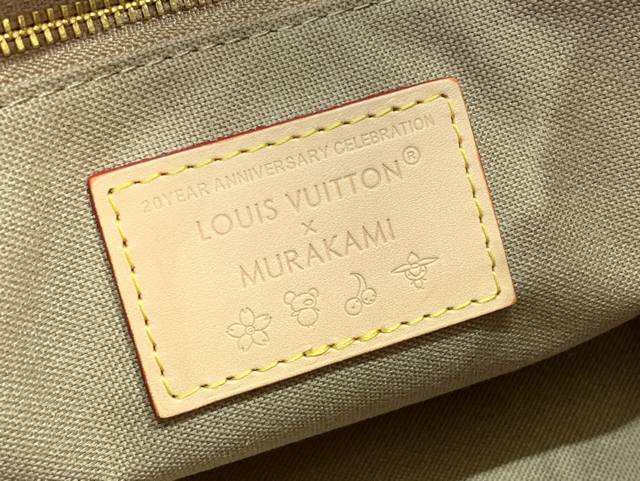 20YEAR ANNIVERSARY CELEBRATION
LOUIS VUITTON®
×
MURAKAMI